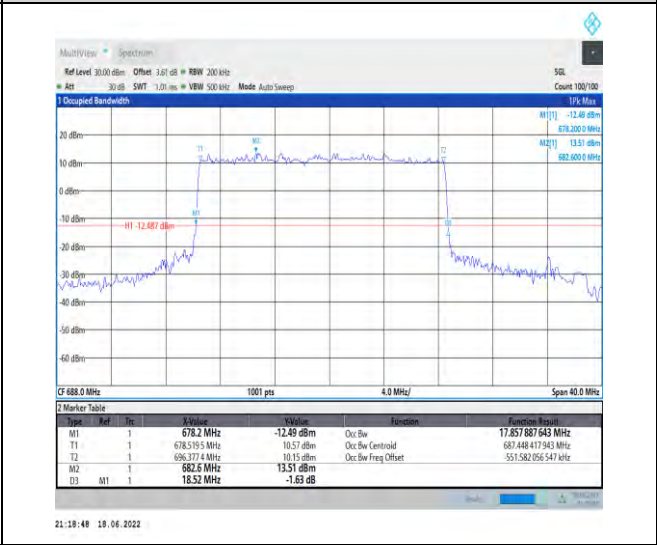 MultiView Spectrum
Ref Level 30.00 dBm Offset 3.61 dB RBW 200 kHz SGL
Att 30 dB SWT 1.01 ms VBW 500 kHz Mode Auto Sweep Count 100/100
1 Occupied Bandwidth 1Pk Max
M1[1] -12.49 dBm
678.200 0 MHz
20 dBm M2[1] 13.51 dBm
T1 M2 T2 682.600 0 MHz
10 dBm
0 dBm
-10 dBm M1
H1 -12.487 dBm
-20 dBm
-30 dBm
-40 dBm
-50 dBm
-60 dBm
CF 688.0 MHz 1001 pts 4.0 MHz/ Span 40.0 MHz
2 Marker Table
Type Ref Trc X-Value Y-Value Function Function Result
M1 1 678.2 MHz -12.49 dBm Occ Bw 17.857 887 643 MHz
T1 1 678.519 5 MHz 10.57 dBm Occ Bw Centroid 687.448 417 943 MHz
T2 1 696.377 4 MHz 10.15 dBm Occ Bw Freq Offset -551.582 056 547 kHz
M2 1 682.6 MHz 13.51 dBm
D3 M1 1 18.52 MHz -1.63 dB
21:18:48 18.06.2022